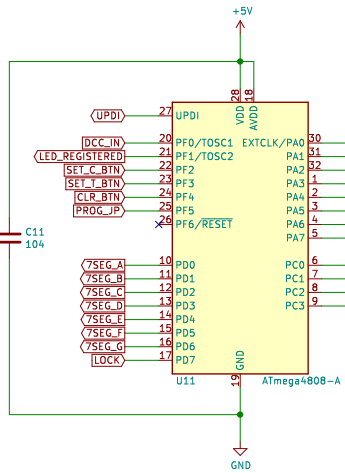 +5V
28
18
VDD
AVDD
UPDI 27 UPDI
DCC_IN 20 PF0/TOSC1 EXTCLK/PA0 30
LED_REGISTERED 21 PF1/TOSC2 PA1 31
SET_C_BTN 22 PF2 PA2 32
SET_T_BTN 23 PF3 PA3 1
CLR_BTN 24 PF4 PA4 2
PROG_JP 25 PF5 PA5 3
26 PF6/RESET PA6 4
PA7 5
C11
104
7SEG_A 10 PD0 PC0 6
7SEG_B 11 PD1 PC1 7
7SEG_C 12 PD2 PC2 8
7SEG_D 13 PD3 PC3 9
7SEG_E 14 PD4
7SEG_F 15 PD5
7SEG_G 16 PD6
LOCK 17 PD7
GND
U11 19 ATmega4808-A
GND